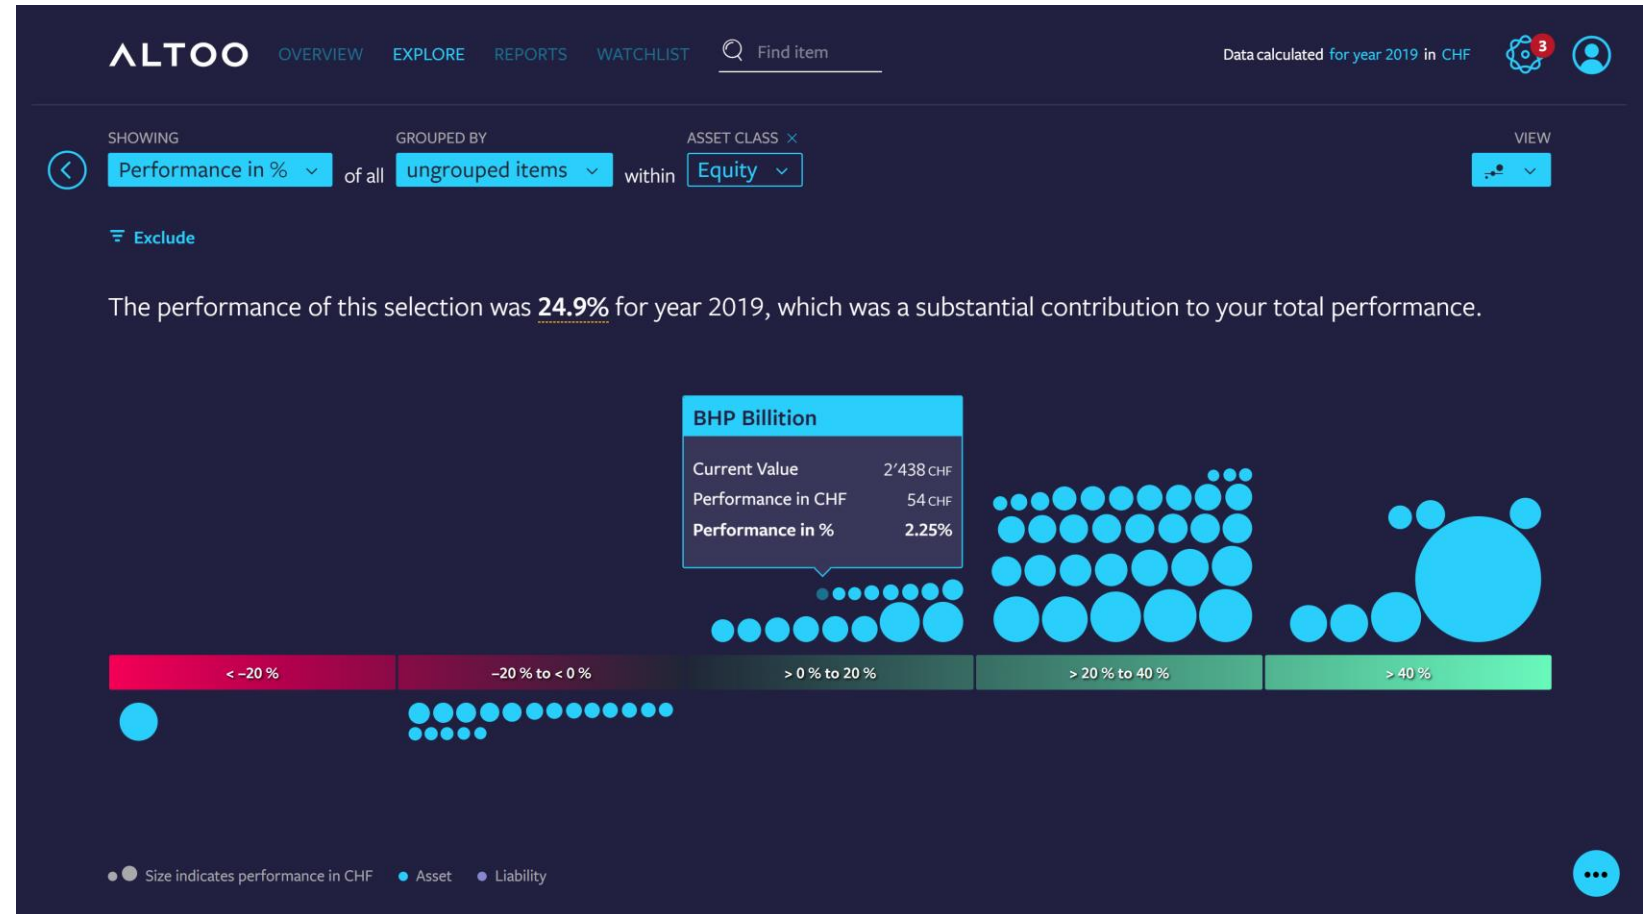 ALTOO OVERVIEW EXPLORE REPORTS WATCHLIST Find item Data calculated for year 2019 in CHF 3
SHOWING GROUPED BY ASSET CLASS × VIEW
Performance in % of all ungrouped items within Equity
Exclude
The performance of this selection was 24.9% for year 2019, which was a substantial contribution to your total performance.
BHP Billition
Current Value 2’438 CHF
Performance in CHF 54 CHF
Performance in % 2.25%
< –20 % –20 % to < 0 % > 0 % to 20 % > 20 % to 40 % > 40 %
Size indicates performance in CHF Asset Liability